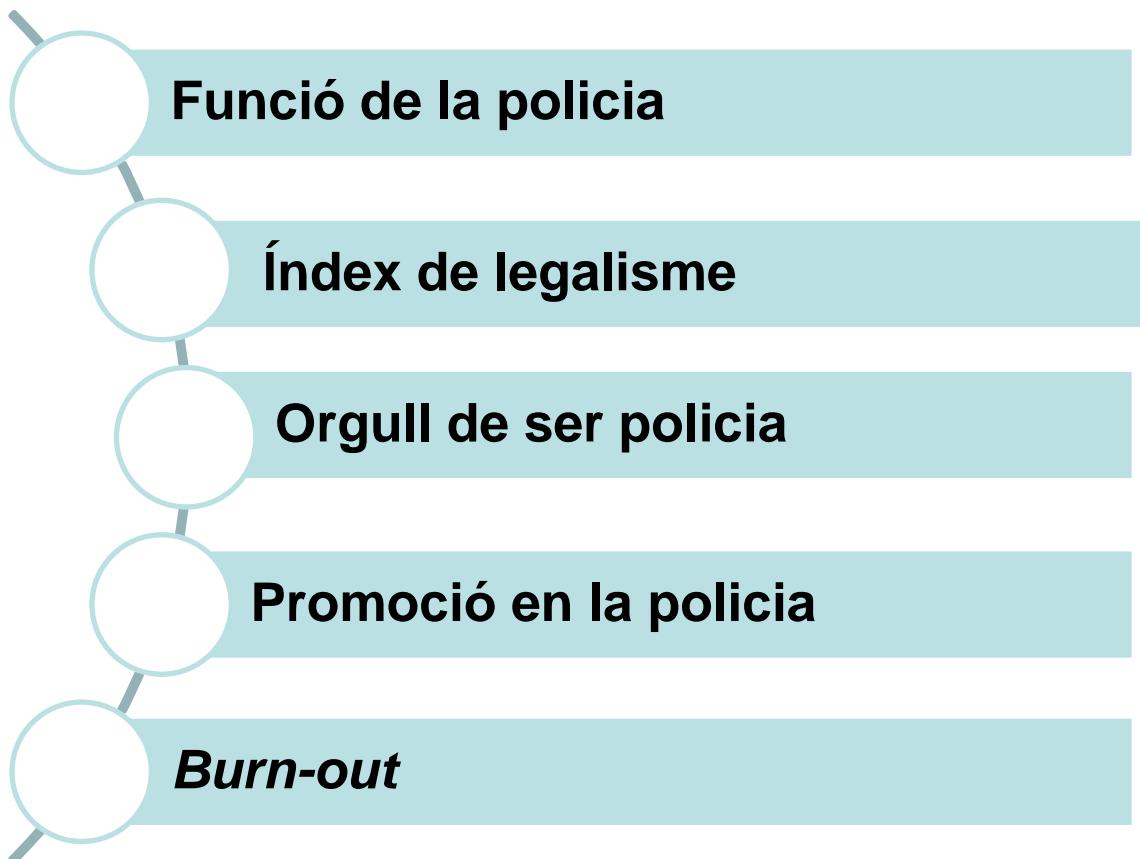 Funció de la policia
Índex de legalisme
Orgull de ser policia
Promoció en la policia
Burn-out